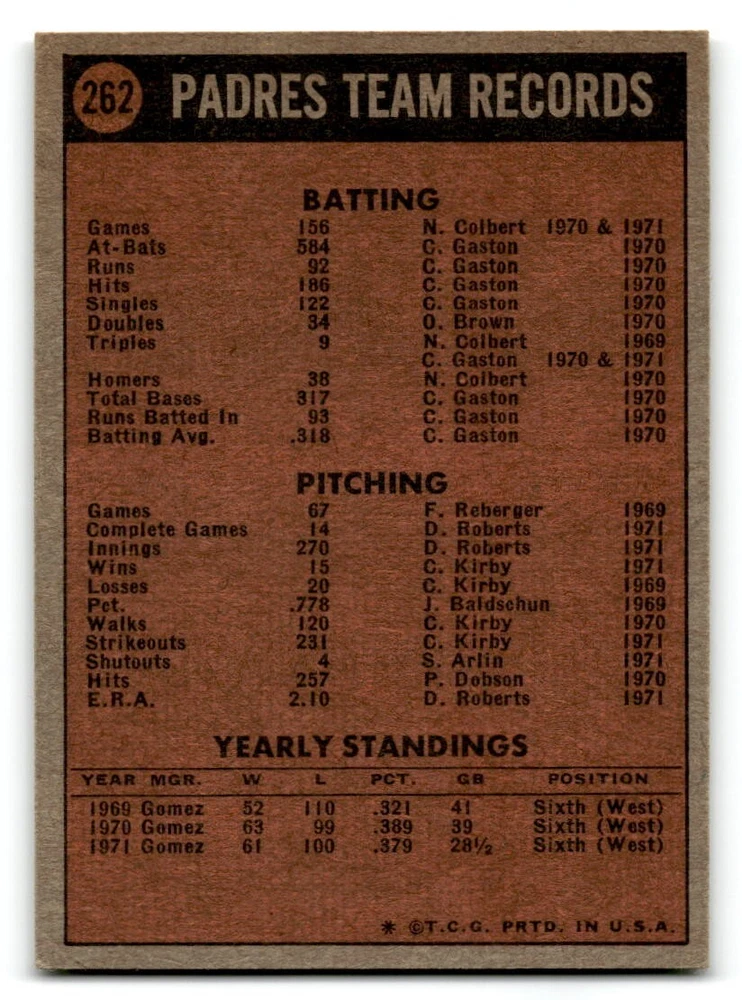 262 PADRES TEAM RECORDS
BATTING
Games 156 N. Colbert 1970 & 1971
At-Bats 584 C. Gaston 1970
Runs 92 C. Gaston 1970
Hits 186 C. Gaston 1970
Singles 122 C. Gaston 1970
Doubles 34 O. Brown 1970
Triples 9 N. Colbert 1969
C. Gaston 1970 & 1971
Homers 38 N. Colbert 1970
Total Bases 317 C. Gaston 1970
Runs Batted In 93 C. Gaston 1970
Batting Avg. .318 C. Gaston 1970
PITCHING
Games 67 F. Reberger 1969
Complete Games 14 D. Roberts 1971
Innings 270 D. Roberts 1971
Wins 15 C. Kirby 1971
Losses 20 C. Kirby 1969
Pct. .778 J. Baldschun 1969
Walks 120 C. Kirby 1970
Strikeouts 231 C. Kirby 1971
Shutouts 4 S. Arlin 1971
Hits 257 P. Dobson 1970
E.R.A. 2.10 D. Roberts 1971
YEARLY STANDINGS
YEAR MGR. W L PCT. GB POSITION
1969 Gomez 52 110 .321 41 Sixth (West)
1970 Gomez 63 99 .389 39 Sixth (West)
1971 Gomez 61 100 .379 28½ Sixth (West)
* ©T.C.G. PRTD. IN U.S.A.